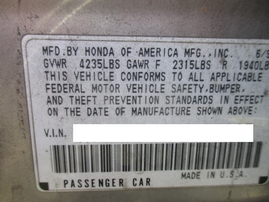 MFD.BY HONDA OF AMERICA MFG., INC. 6/
GVWR 4235LBS GAWR F 2315LBS R 1940LB
THIS VEHICLE CONFORMS TO ALL APPLICABLE
FEDERAL MOTOR VEHICLE SAFETY, BUMPER,
AND THEFT PREVENTION STANDARDS IN EFFECT
ON THE DATE OF MANUFACTURE SHOWN ABOVE.
V.I.N.
PASSENGER CAR MADE IN U.S.A.